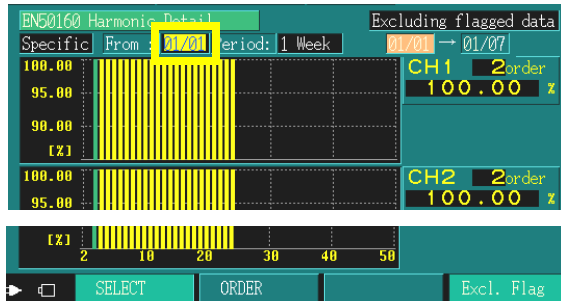 EN50160 Harmonic Detail Excluding flagged data
Specific From : 01/01 Period: 1 Week 01/01 → 01/07
100.00 CH1 2order
95.00 100.00 %
90.00
[%]
100.00 CH2 2order
95.00 100.00 %
[%]
2 10 20 30 40 50
SELECT ORDER Excl. Flag